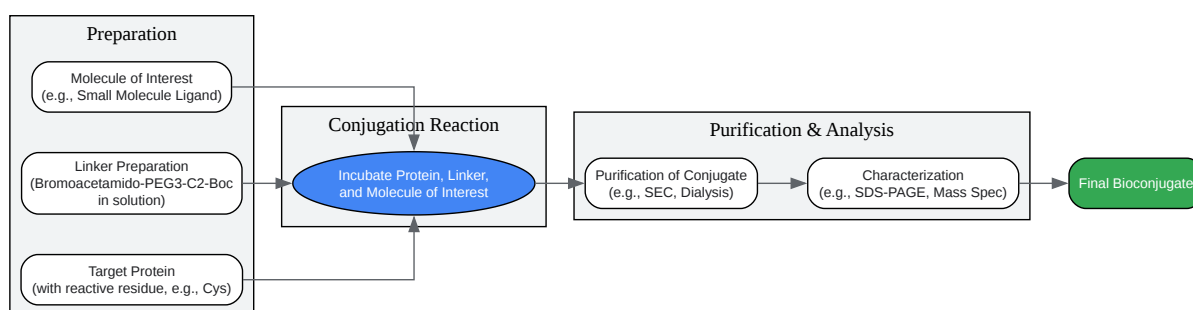 Preparation
Molecule of Interest
(e.g., Small Molecule Ligand)
Linker Preparation
(Bromoacetamido-PEG3-C2-Boc
in solution)
Target Protein
(with reactive residue, e.g., Cys)
Conjugation Reaction
Incubate Protein, Linker,
and Molecule of Interest
Purification & Analysis
Purification of Conjugate
(e.g., SEC, Dialysis)
Characterization
(e.g., SDS-PAGE, Mass Spec)
Final Bioconjugate